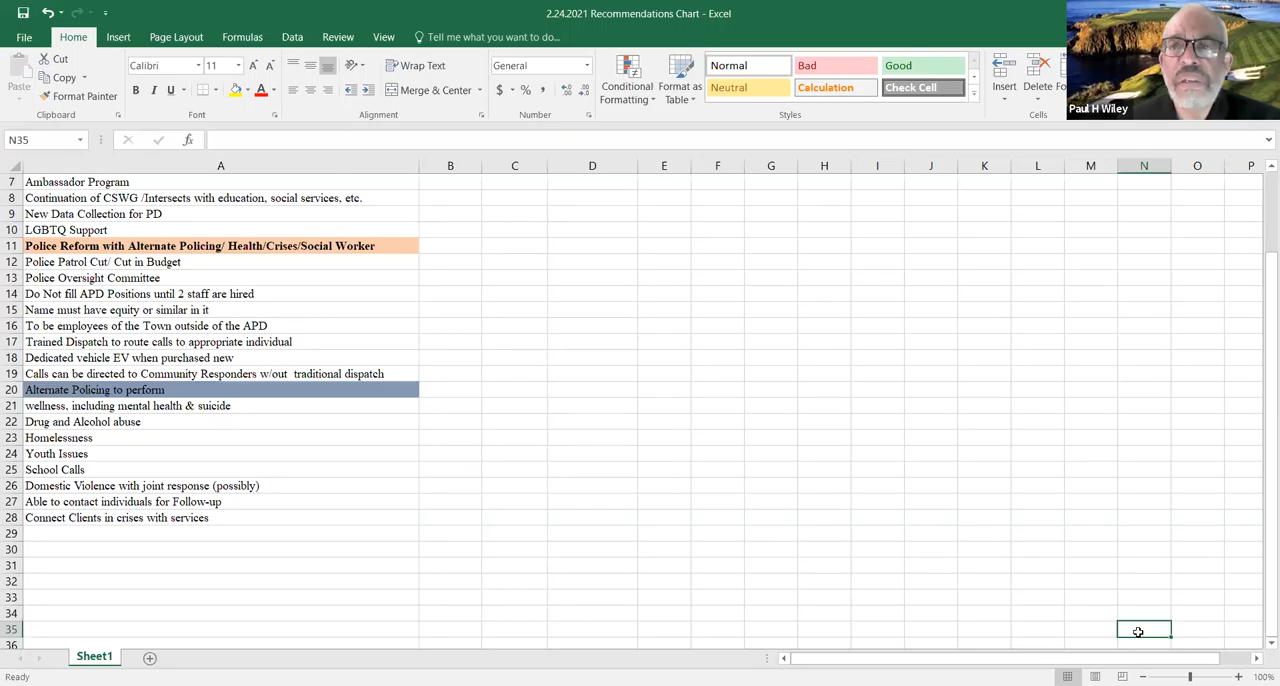 2.24.2021 Recommendations Chart - Excel
File Home Insert Page Layout Formulas Data Review View Tell me what you want to do...
Paste
Cut
Copy
Format Painter
Clipboard
Calibri 11
B I U
Font
Wrap Text
Merge & Center
Alignment
General
$ % ,
Number
Conditional Formatting
Format as Table
Normal Bad Good
Neutral Calculation Check Cell
Styles
Insert Delete Fo
Cells
Paul H Wiley
N35 fx
A B C D E F G H I J K L M N O P
7 Ambassador Program
8 Continuation of CSWG /Intersects with education, social services, etc.
9 New Data Collection for PD
10 LGBTQ Support
11 Police Reform with Alternate Policing/ Health/Crises/Social Worker
12 Police Patrol Cut/ Cut in Budget
13 Police Oversight Committee
14 Do Not fill APD Positions until 2 staff are hired
15 Name must have equity or similar in it
16 To be employees of the Town outside of the APD
17 Trained Dispatch to route calls to appropriate individual
18 Dedicated vehicle EV when purchased new
19 Calls can be directed to Community Responders w/out traditional dispatch
20 Alternate Policing to perform
21 wellness, including mental health & suicide
22 Drug and Alcohol abuse
23 Homelessness
24 Youth Issues
25 School Calls
26 Domestic Violence with joint response (possibly)
27 Able to contact individuals for Follow-up
28 Connect Clients in crises with services
29
30
31
32
33
34
35
36
Sheet1
Ready
100%